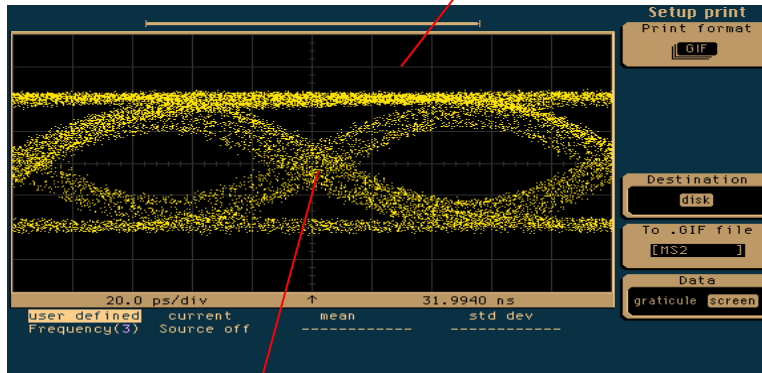 Setup print
Print format
GIF
Destination
disk
To .GIF file
[MS2 ]
Data
graticule screen
20.0 ps/div ↑ 31.9940 ns
user defined current mean std dev
Frequency(3) Source off ------------ ------------